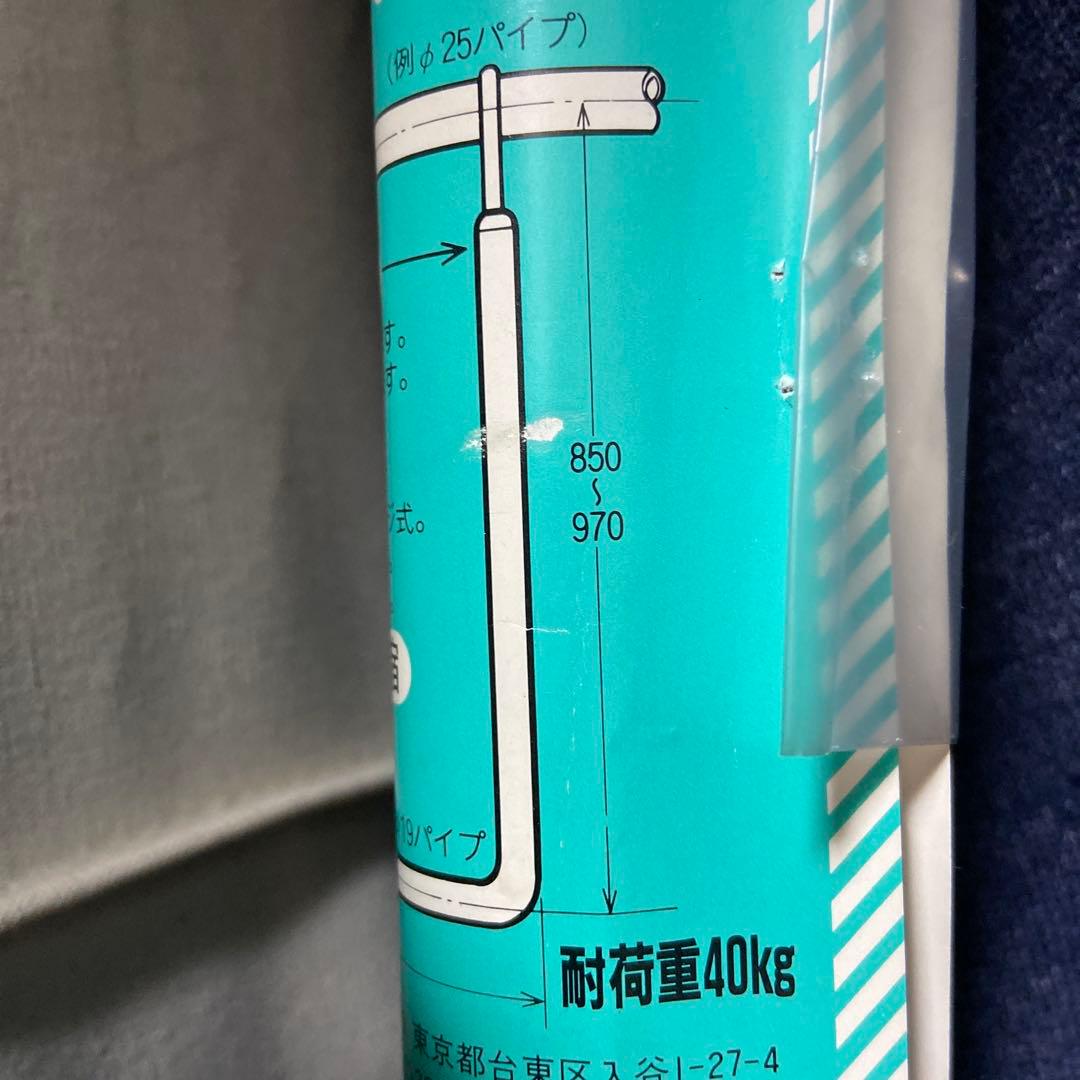 (例φ25パイプ)
す。
す。
850
〜
970
ジ式。
19パイプ
耐荷重40kg
東京都台東区入谷1-27-4